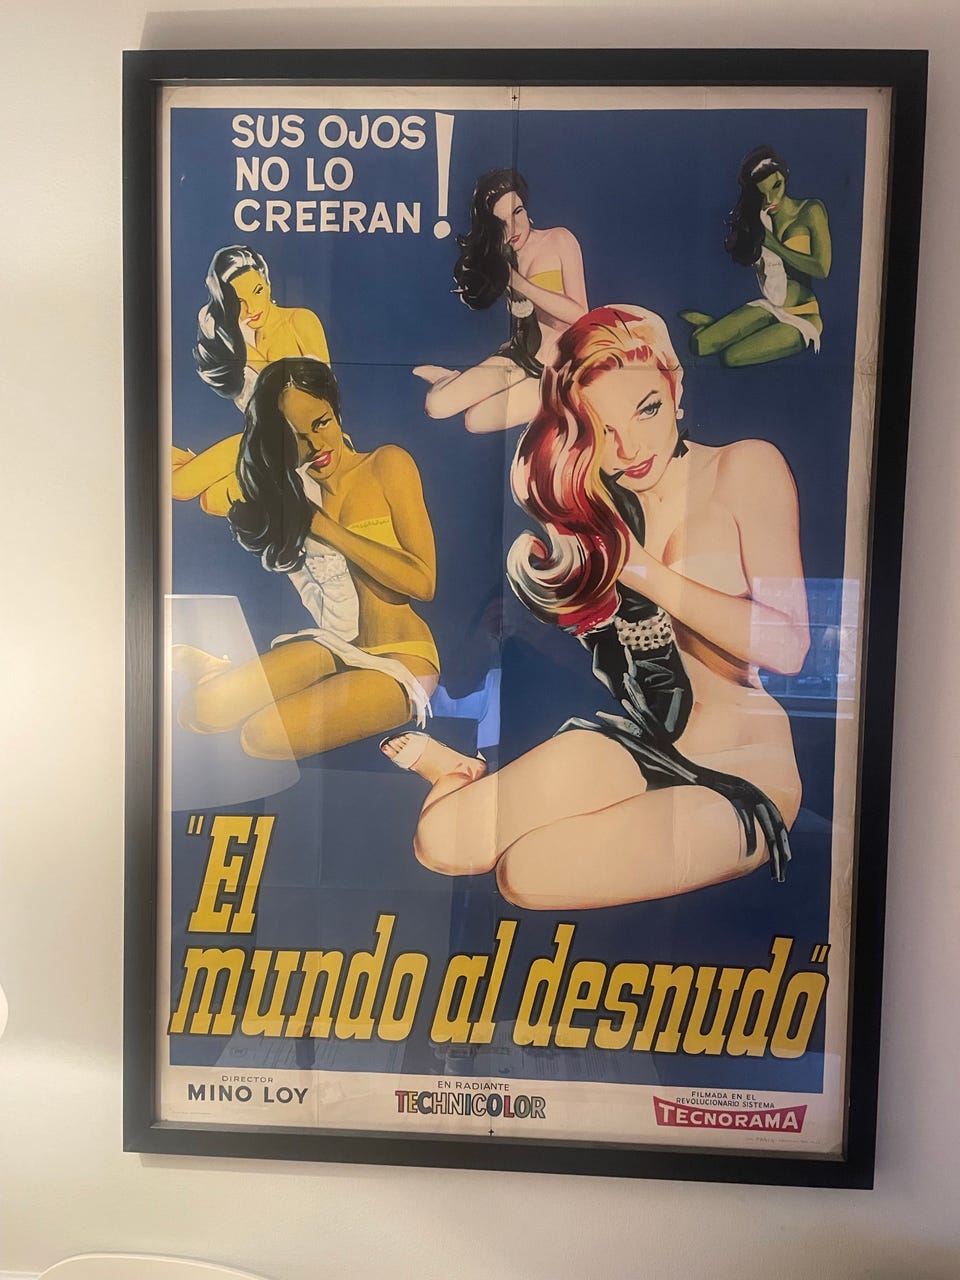 SUS OJOS
NO LO
CREERAN!
"El
mundo al desnudo"
DIRECTOR
MINO LOY
EN RADIANTE
TECHNICOLOR
FILMADA EN EL
REVOLUCIONARIO SISTEMA
TECNORAMA